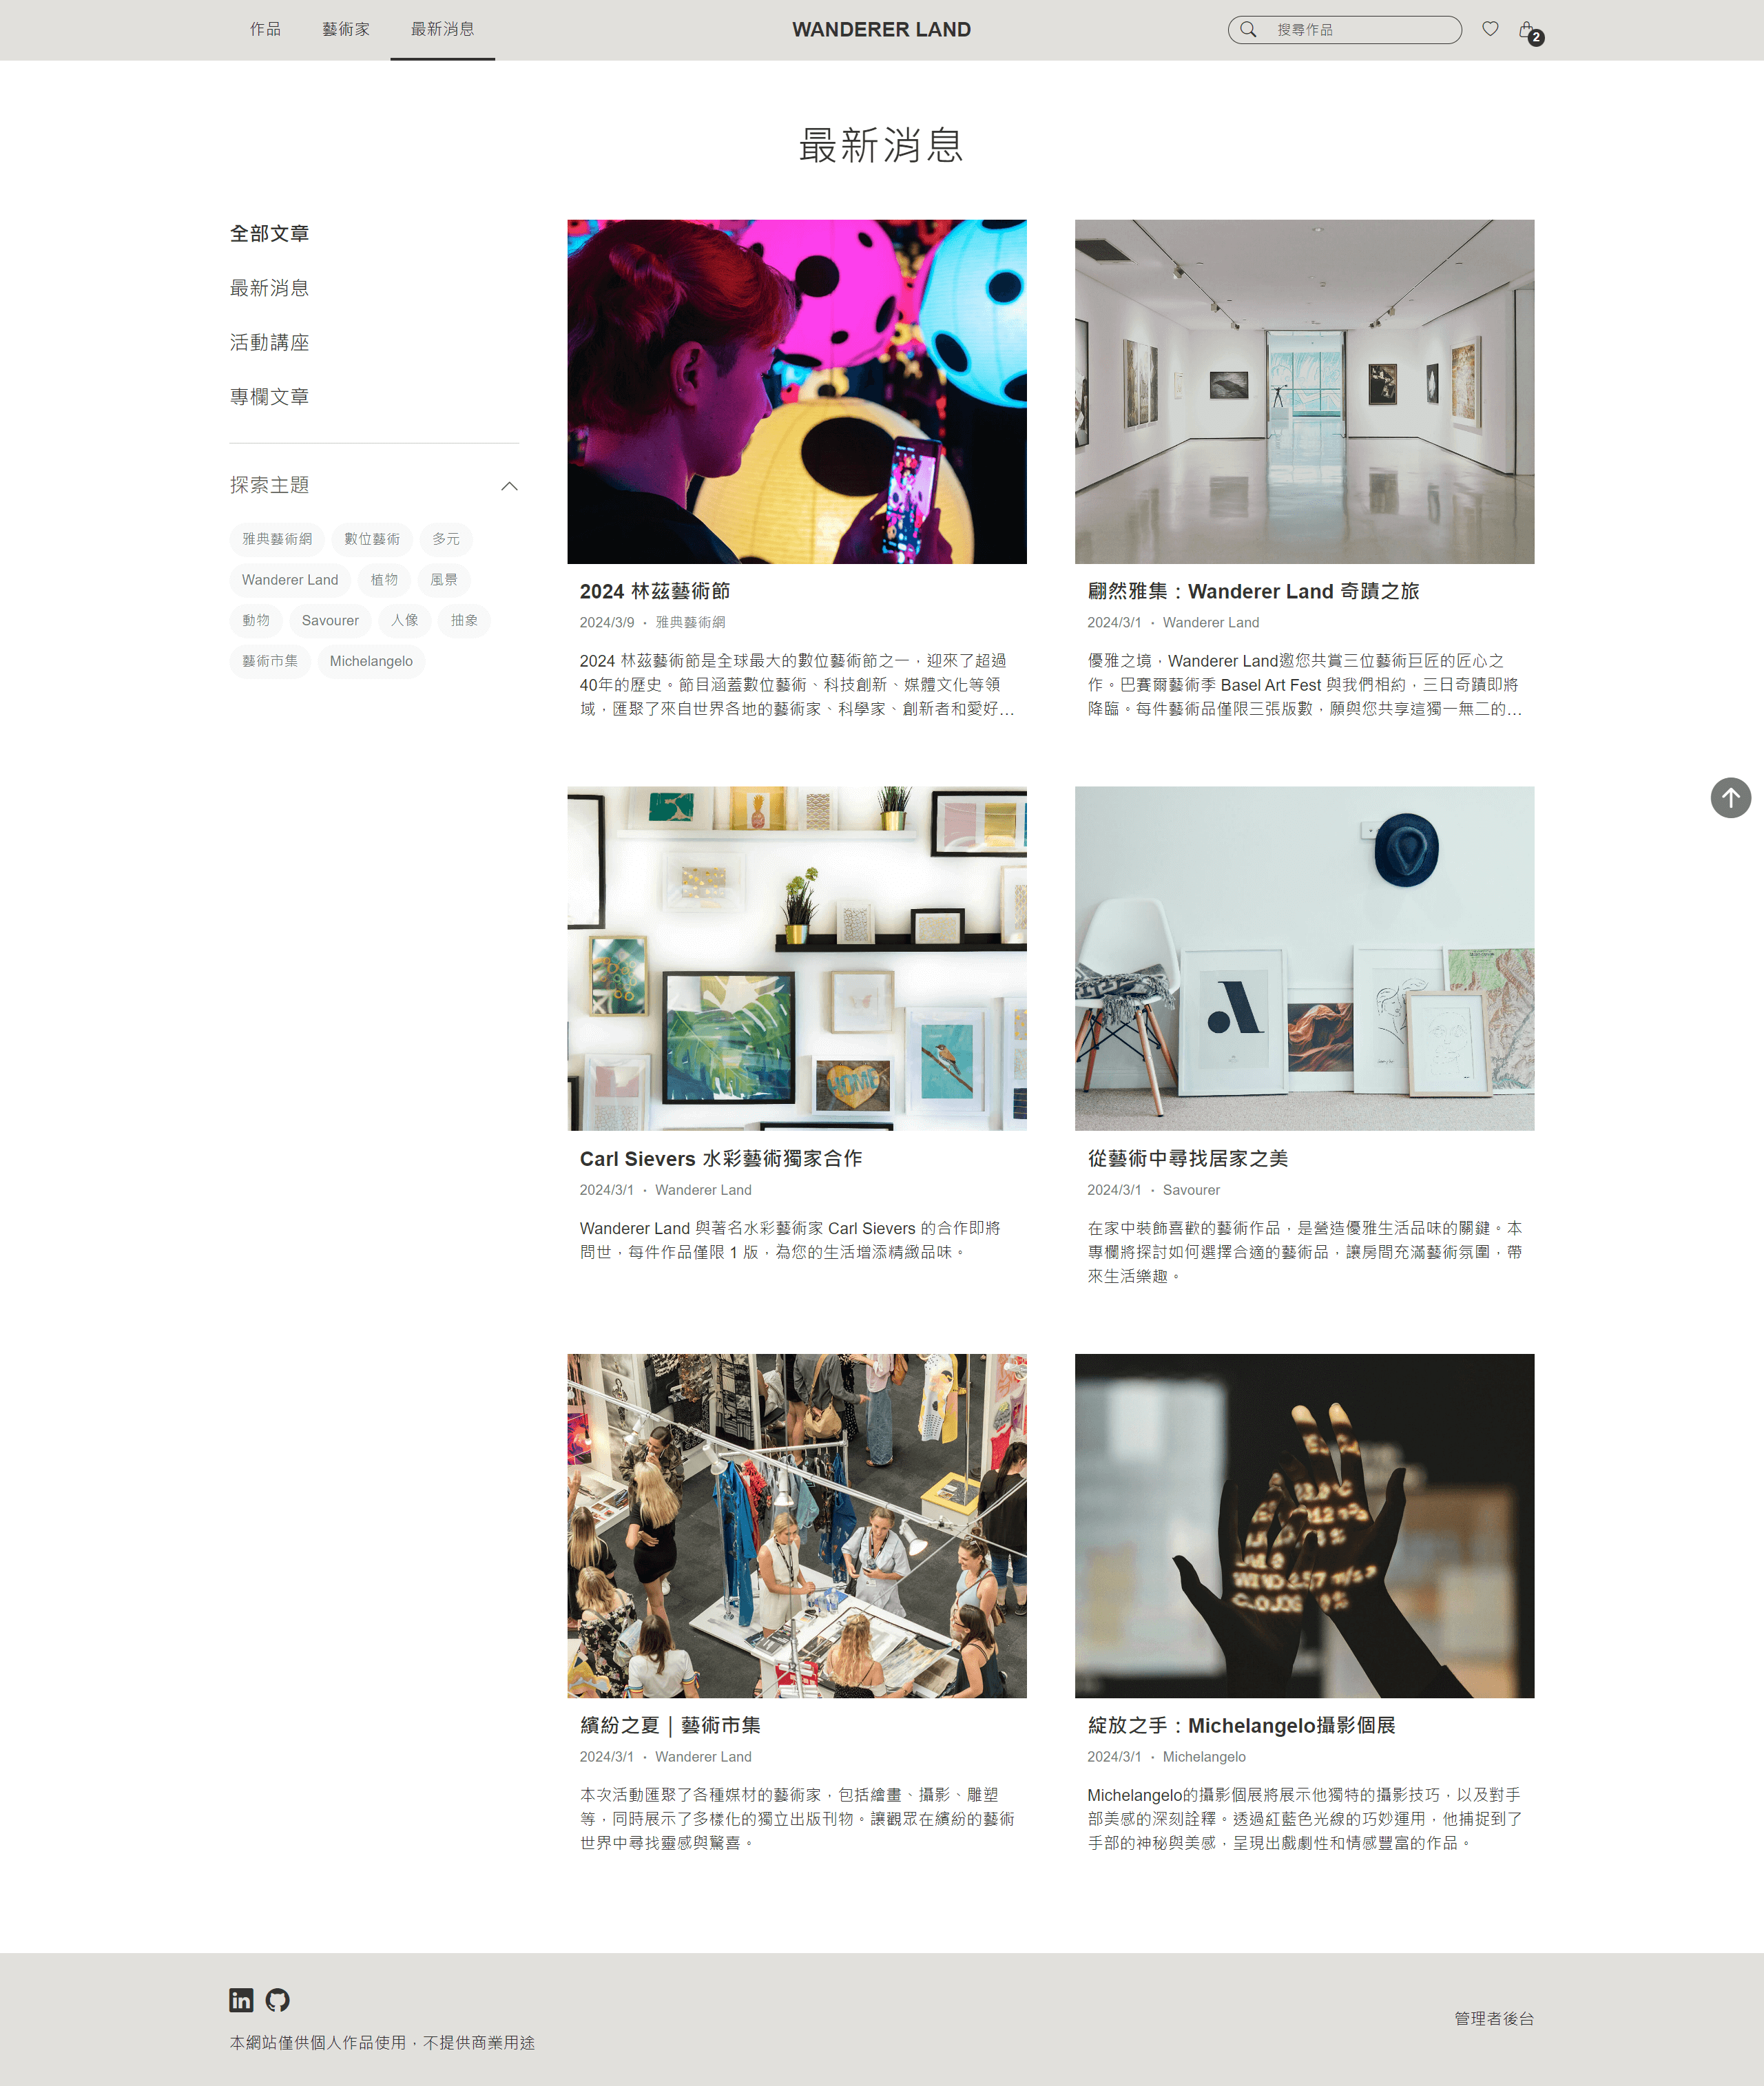 作品
藝術家
最新消息
WANDERER LAND
搜尋作品
2
最新消息
全部文章
最新消息
活動講座
專欄文章
探索主題
雅典藝術網
數位藝術
多元
Wanderer Land
植物
風景
動物
Savourer
人像
抽象
藝術市集
Michelangelo
2024 林茲藝術節
2024/3/9 ・ 雅典藝術網
2024 林茲藝術節是全球最大的數位藝術節之一，迎來了超過
40年的歷史。節目涵蓋數位藝術、科技創新、媒體文化等領
域，匯聚了來自世界各地的藝術家、科學家、創新者和愛好...
翩然雅集：Wanderer Land 奇蹟之旅
2024/3/1 ・ Wanderer Land
優雅之境，Wanderer Land邀您共賞三位藝術巨匠的匠心之
作。巴賽爾藝術季 Basel Art Fest 與我們相約，三日奇蹟即將
降臨。每件藝術品僅限三張版數，願與您共享這獨一無二的...
HOME
Carl Sievers 水彩藝術獨家合作
2024/3/1 ・ Wanderer Land
Wanderer Land 與著名水彩藝術家 Carl Sievers 的合作即將
問世，每件作品僅限 1 版，為您的生活增添精緻品味。
a
從藝術中尋找居家之美
2024/3/1 ・ Savourer
在家中裝飾喜歡的藝術作品，是營造優雅生活品味的關鍵。本
專欄將探討如何選擇合適的藝術品，讓房間充滿藝術氛圍，帶
來生活樂趣。
繽紛之夏｜藝術市集
2024/3/1 ・ Wanderer Land
本次活動匯聚了各種媒材的藝術家，包括繪畫、攝影、雕塑
等，同時展示了多樣化的獨立出版刊物。讓觀眾在繽紛的藝術
世界中尋找靈感與驚喜。
綻放之手：Michelangelo攝影個展
2024/3/1 ・ Michelangelo
Michelangelo的攝影個展將展示他獨特的攝影技巧，以及對手
部美感的深刻詮釋。透過紅藍色光線的巧妙運用，他捕捉到了
手部的神秘與美感，呈現出戲劇性和情感豐富的作品。
in
本網站僅供個人作品使用，不提供商業用途
管理者後台